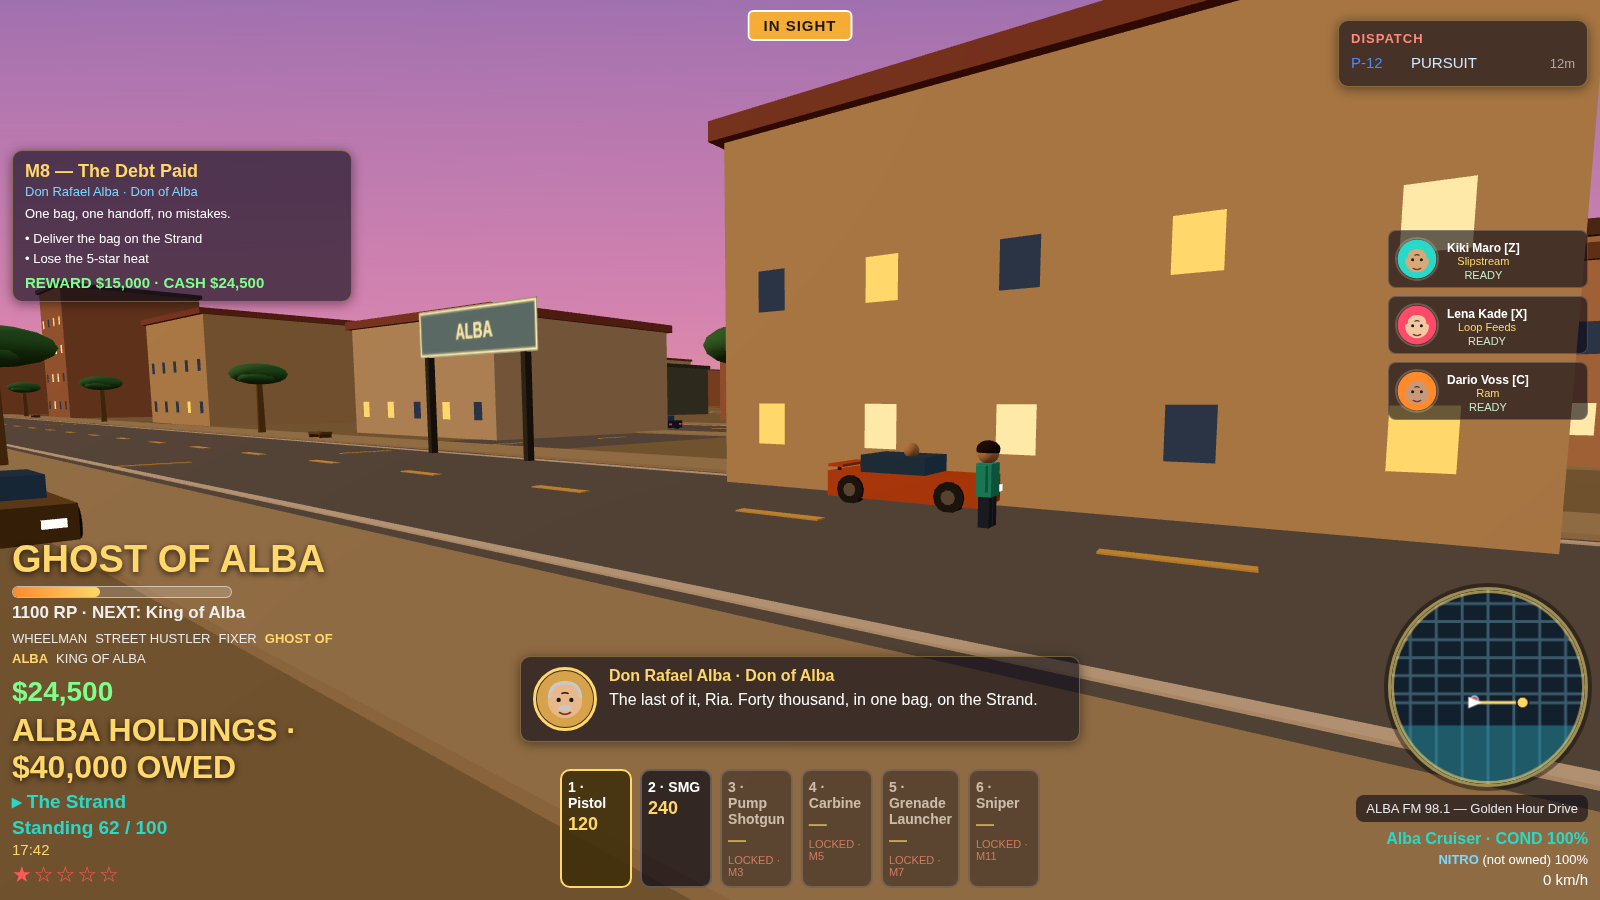 IN SIGHT
DISPATCH
P-12 PURSUIT 12m
M8 — The Debt Paid
Don Rafael Alba · Don of Alba
One bag, one handoff, no mistakes.
• Deliver the bag on the Strand
• Lose the 5-star heat
REWARD $15,000 · CASH $24,500
Kiki Maro [Z]
Slipstream
READY
Lena Kade [X]
Loop Feeds
READY
Dario Voss [C]
Ram
READY
ALBA
GHOST OF ALBA
1100 RP · NEXT: King of Alba
WHEELMAN STREET HUSTLER FIXER GHOST OF
ALBA KING OF ALBA
$24,500
ALBA HOLDINGS ·
$40,000 OWED
▸ The Strand
Standing 62 / 100
17:42
★☆☆☆☆
Don Rafael Alba · Don of Alba
The last of it, Ria. Forty thousand, in one bag, on the Strand.
1 ·
Pistol
120
2 · SMG
240
3 ·
Pump
Shotgun
—
LOCKED ·
M3
4 ·
Carbine
—
LOCKED ·
M5
5 ·
Grenade
Launcher
—
LOCKED ·
M7
6 ·
Sniper
—
LOCKED ·
M11
ALBA FM 98.1 — Golden Hour Drive
Alba Cruiser · COND 100%
NITRO (not owned) 100%
0 km/h